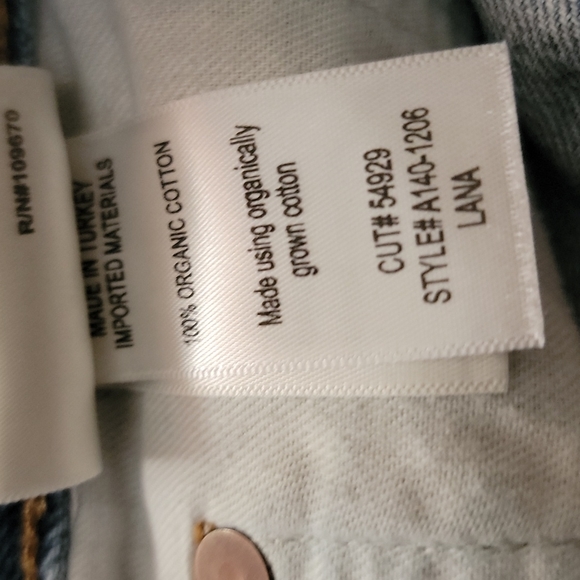 R/N#109670
MADE IN TURKEY
IMPORTED MATERIALS
100% ORGANIC COTTON
Made using organically
grown cotton
CUT# 54929
STYLE# A140-1206
LANA